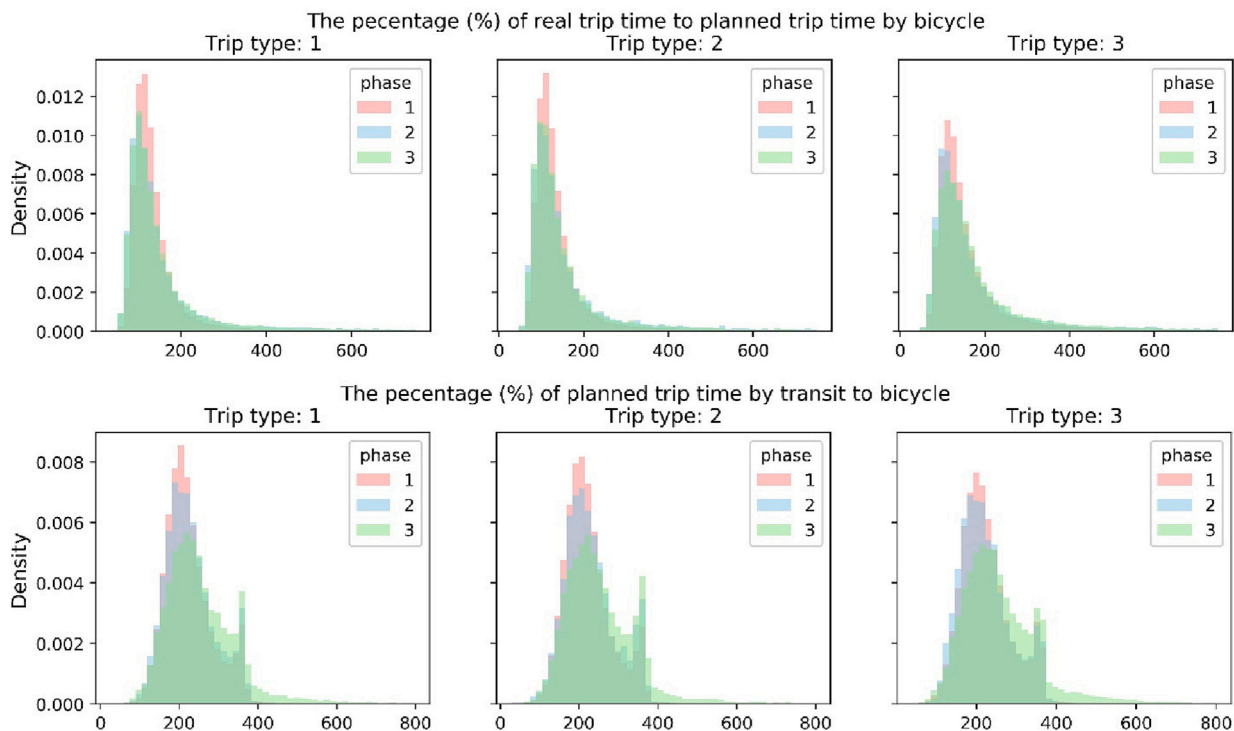 The pecentage (%) of real trip time to planned trip time by bicycle
Trip type: 1
Trip type: 2
Trip type: 3
Density
0.012
0.010
0.008
0.006
0.004
0.002
0.000
phase
1
2
3
phase
1
2
3
phase
1
2
3
200 400 600
0 200 400 600
0 200 400 600
The pecentage (%) of planned trip time by transit to bicycle
Trip type: 1
Trip type: 2
Trip type: 3
Density
0.008
0.006
0.004
0.002
0.000
phase
1
2
3
phase
1
2
3
phase
1
2
3
0 200 400 600 800
0 200 400 600 800
200 400 600 800